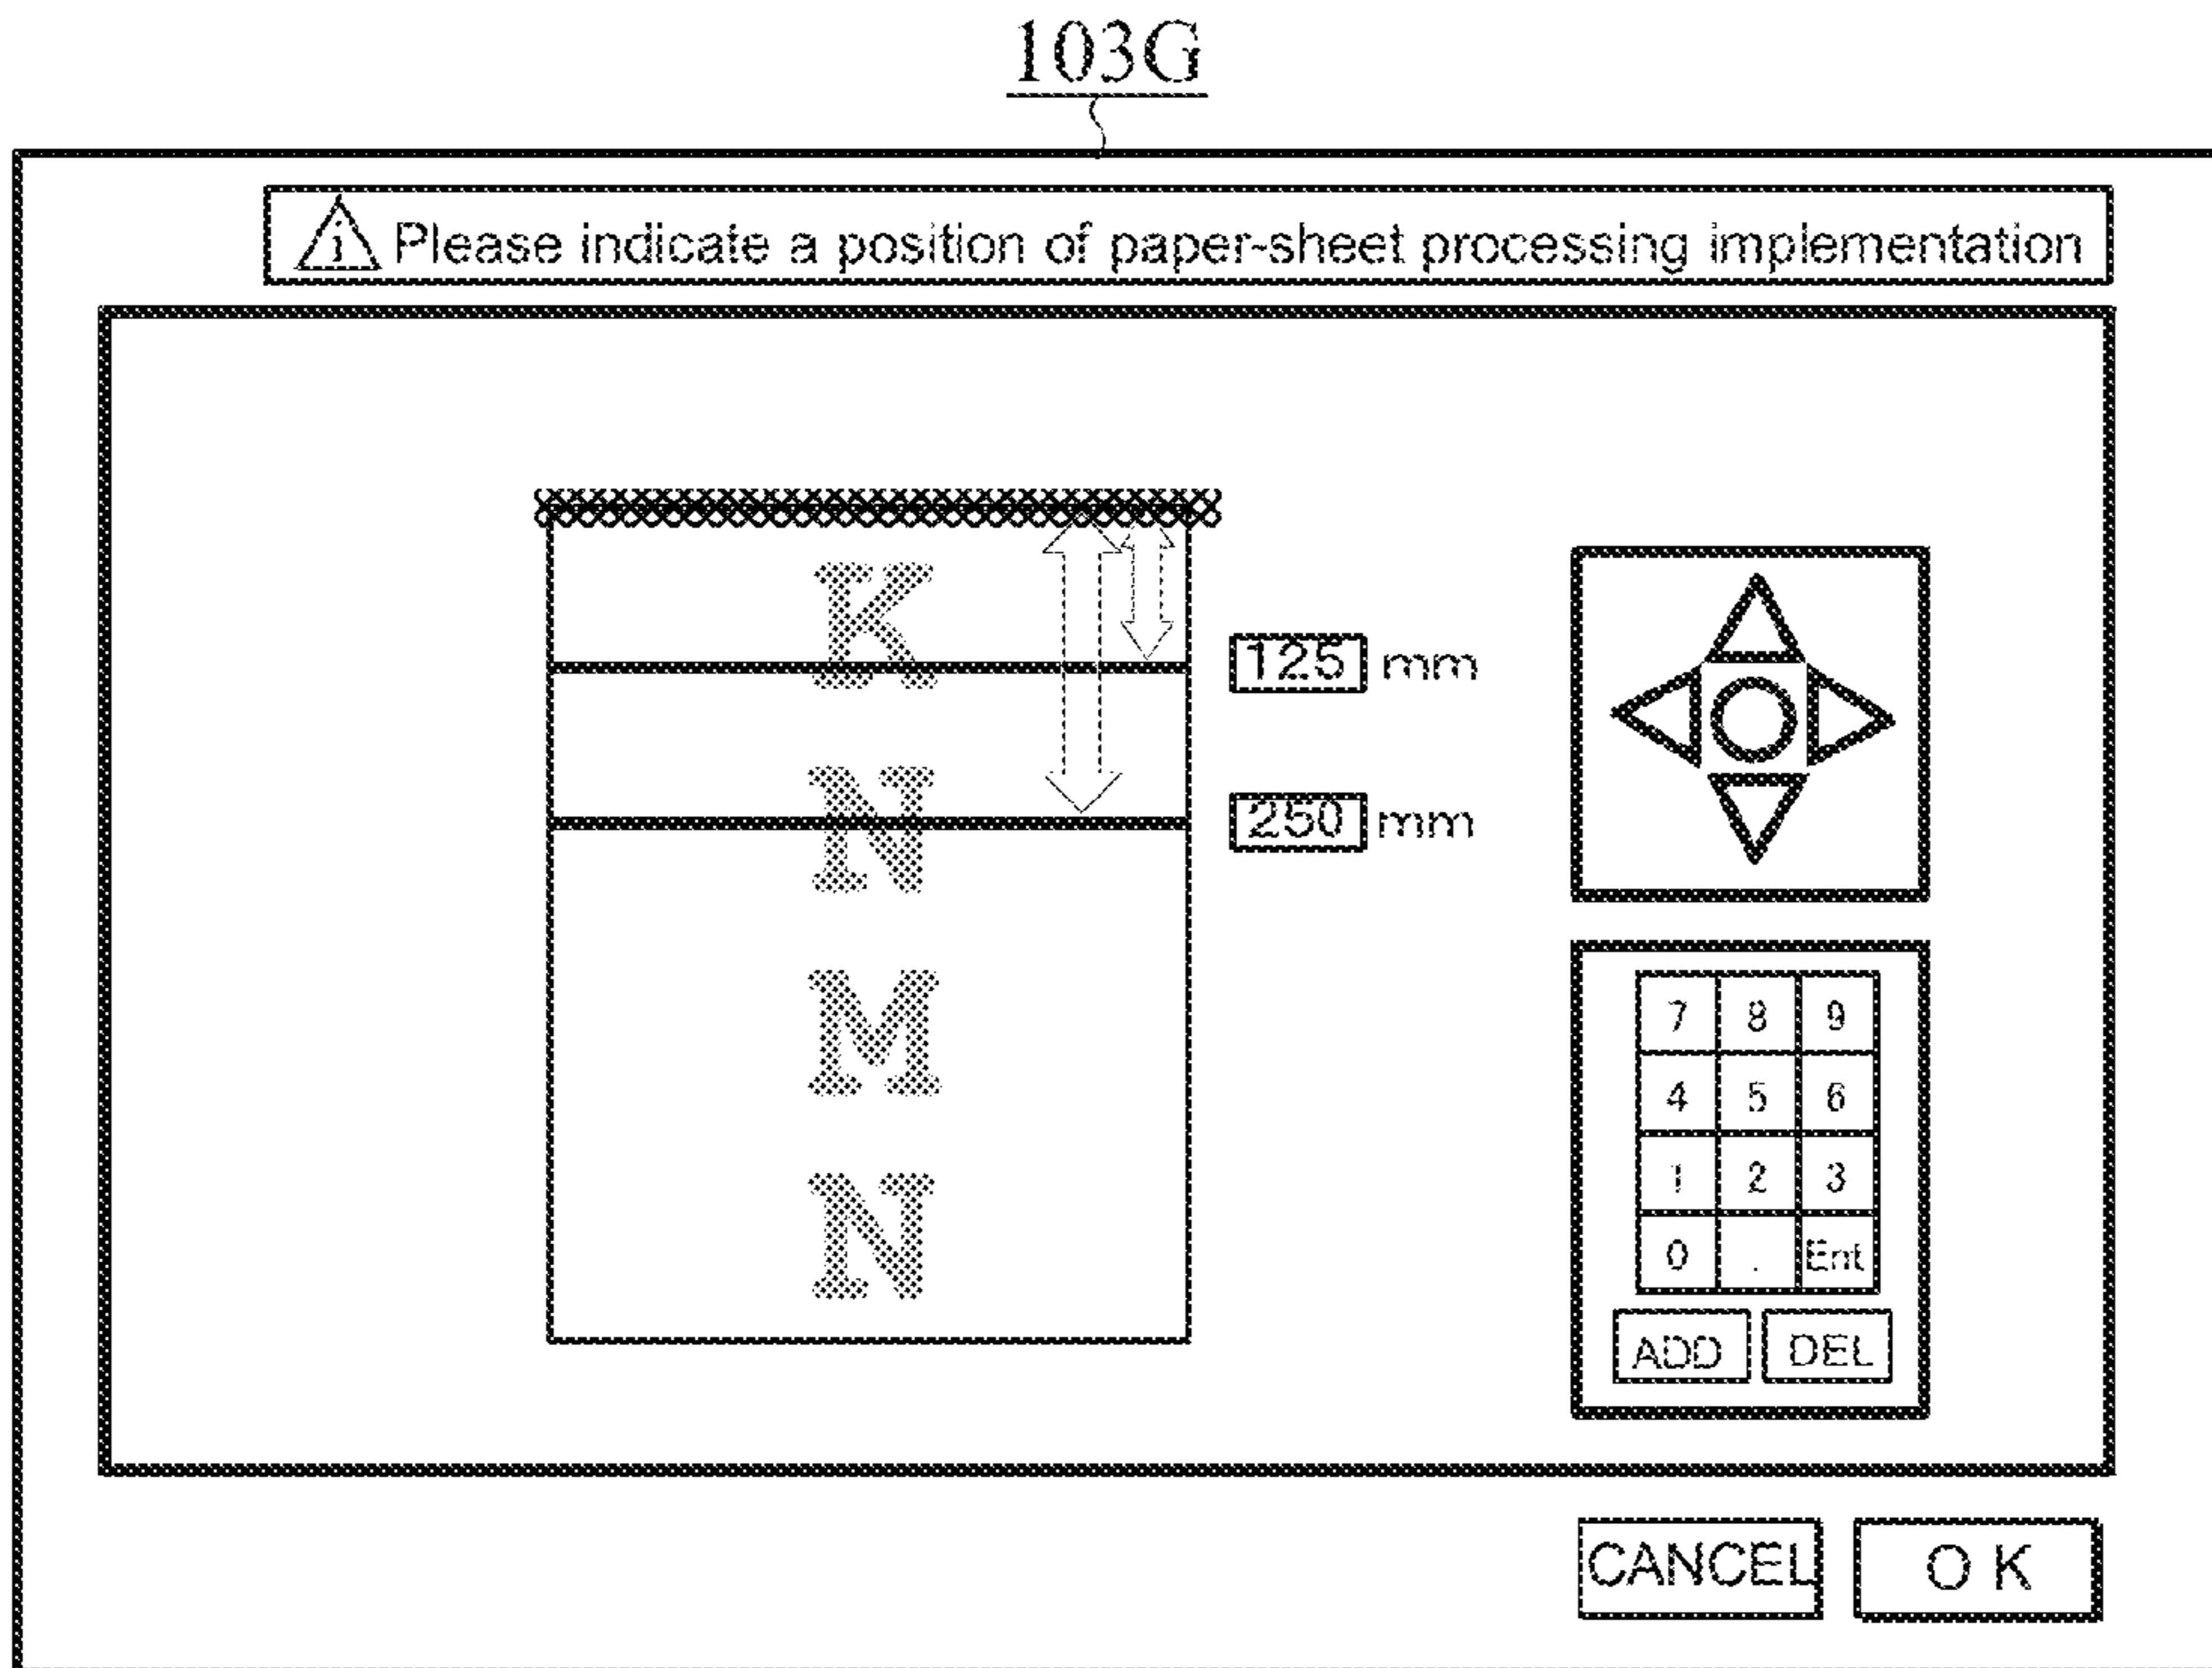 103G
i Please indicate a position of paper-sheet processing implementation
K
125 mm
N
250 mm
M
N
7 8 9
4 5 6
1 2 3
0 . Ent
ADD DEL
CANCEL OK